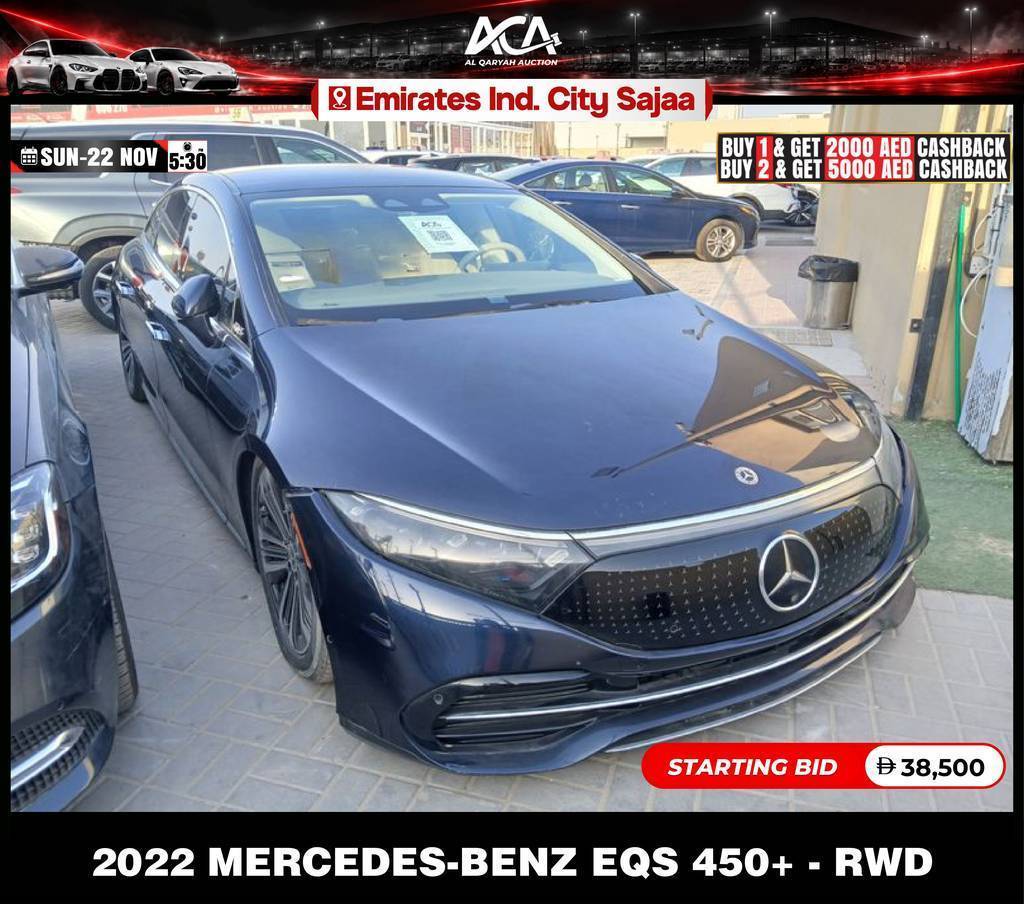 ACA
AL QARYAH AUCTION
Emirates Ind. City Sajaa
SUN-22 NOV 5:30
BUY 1 & GET 2000 AED CASHBACK
BUY 2 & GET 5000 AED CASHBACK
ACA
STARTING BID 38,500
2022 MERCEDES-BENZ EQS 450+ - RWD